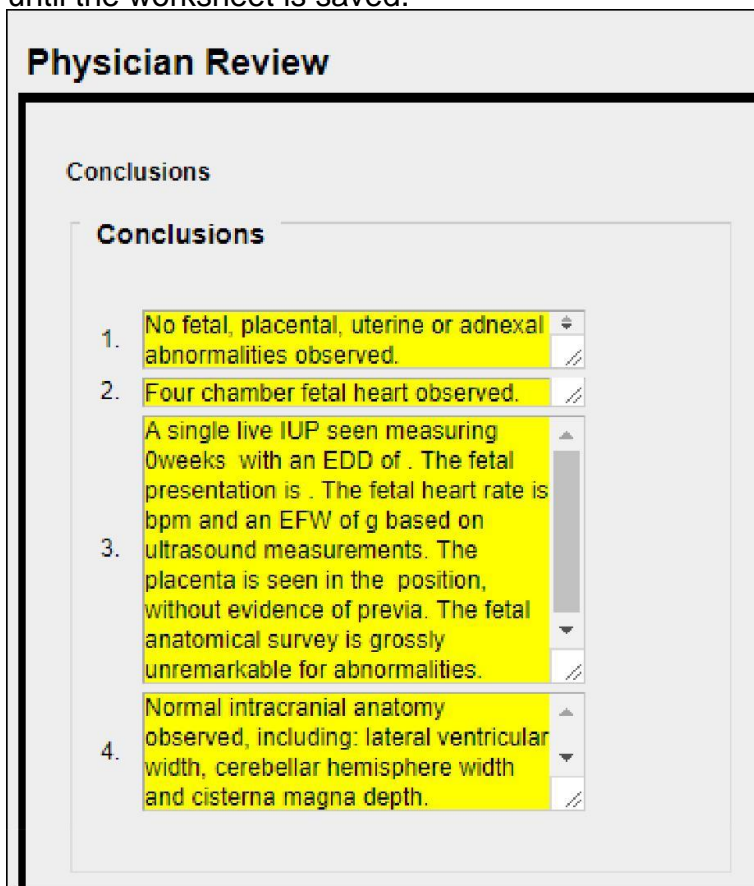 until the worksheet is saved.
Physician Review
Conclusions
Conclusions
1. No fetal, placental, uterine or adnexal
abnormalities observed.
2. Four chamber fetal heart observed.
3. A single live IUP seen measuring
0weeks  with an EDD of . The fetal
presentation is . The fetal heart rate is
bpm and an EFW of g based on
ultrasound measurements. The
placenta is seen in the  position,
without evidence of previa. The fetal
anatomical survey is grossly
unremarkable for abnormalities.
4. Normal intracranial anatomy
observed, including: lateral ventricular
width, cerebellar hemisphere width
and cisterna magna depth.